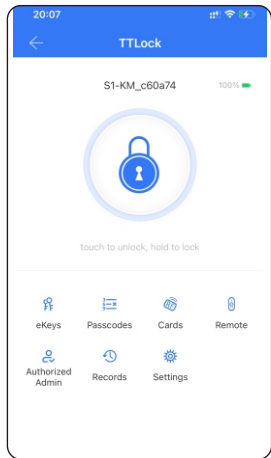 20:07
TTLock
S1-KM_c60a74
100%
touch to unlock, hold to lock
eKeys
Passcodes
Cards
Remote
Authorized
Admin
Records
Settings